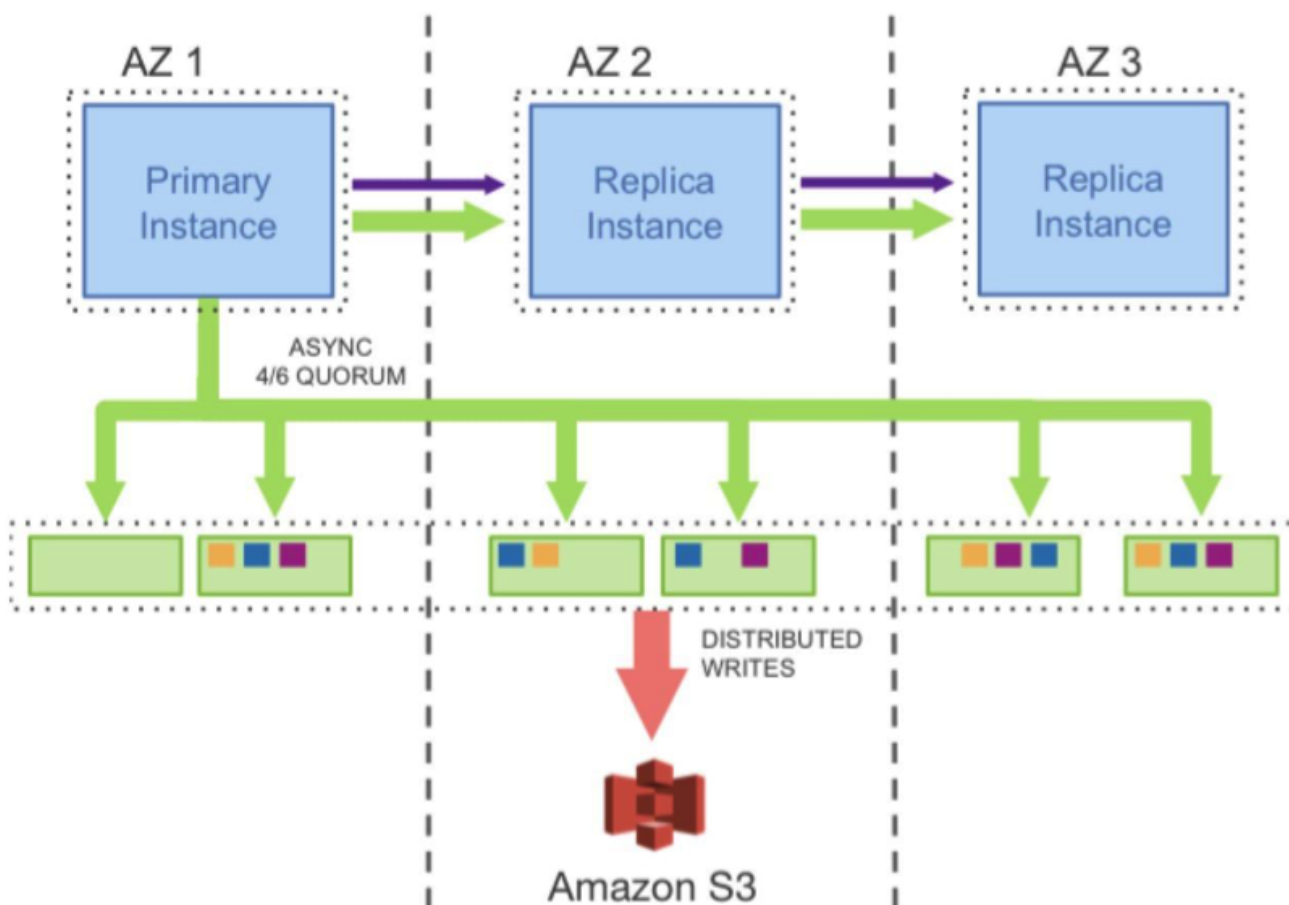 AZ 1
AZ 2
AZ 3
Primary
Instance
Replica
Instance
Replica
Instance
ASYNC
4/6 QUORUM
DISTRIBUTED
WRITES
Amazon S3